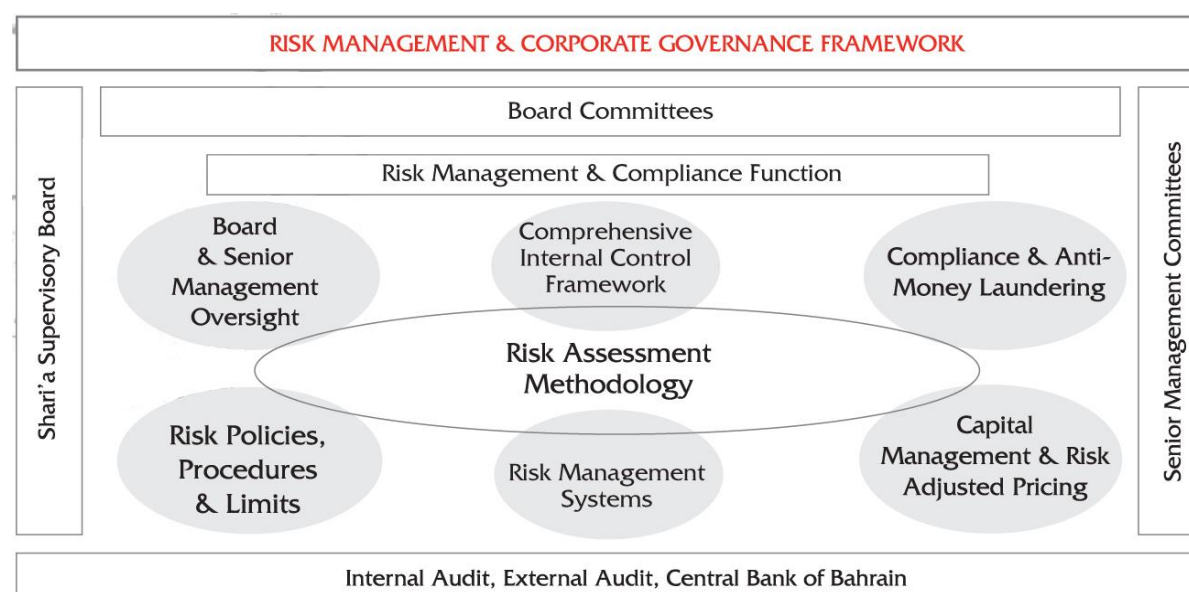 RISK MANAGEMENT & CORPORATE GOVERNANCE FRAMEWORK
Board Committees
Risk Management & Compliance Function
Shari'a Supervisory Board
Board
& Senior
Management
Oversight
Comprehensive
Internal Control
Framework
Compliance & Anti-
Money Laundering
Risk Assessment
Methodology
Risk Policies,
Procedures
& Limits
Risk Management
Systems
Capital
Management & Risk
Adjusted Pricing
Senior Management Committees
Internal Audit, External Audit, Central Bank of Bahrain